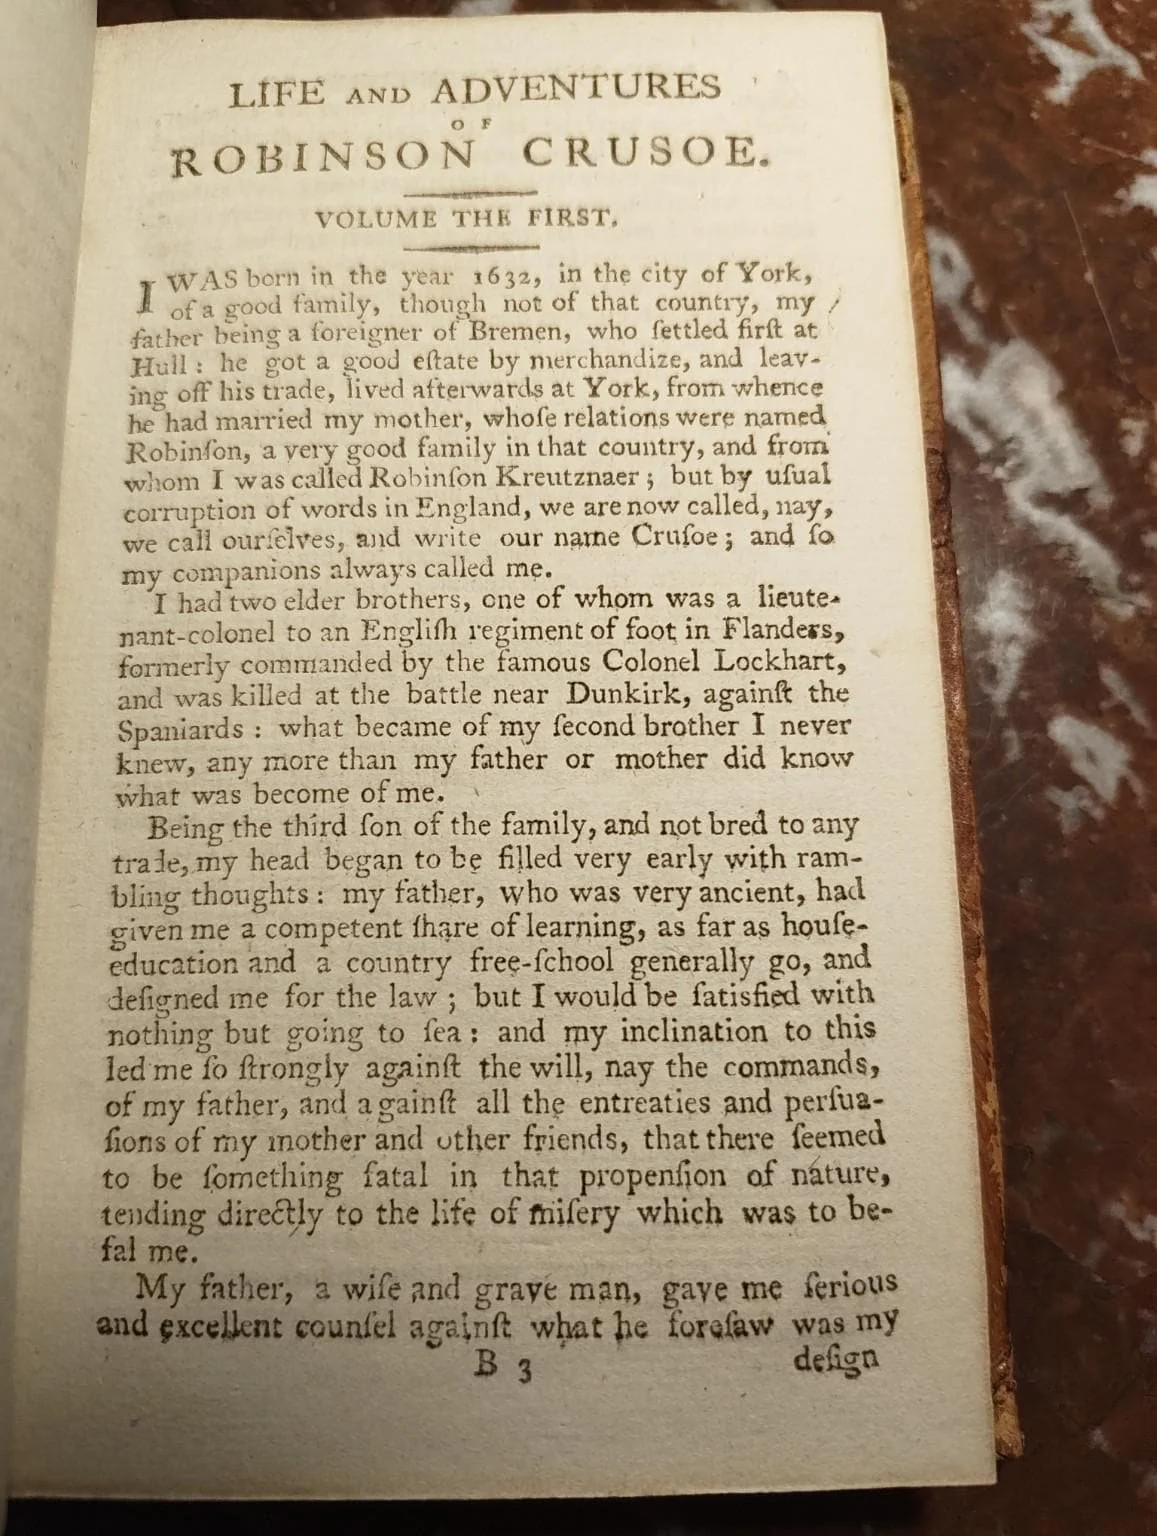 LIFE AND ADVENTURES
OF
ROBINSON CRUSOE.
VOLUME THE FIRST.
I WAS born in the year 1632, in the city of York,
of a good family, though not of that country, my
father being a foreigner of Bremen, who ſettled firſt at
Hull : he got a good eſtate by merchandize, and leav-
ing off his trade, lived afterwards at York, from whence
he had married my mother, whoſe relations were named
Robinſon, a very good family in that country, and from
whom I was called Robinſon Kreutznaer ; but by uſual
corruption of words in England, we are now called, nay,
we call ourſelves, and write our name Cruſoe ; and ſo
my companions always called me.
I had two elder brothers, one of whom was a lieute-
nant-colonel to an Engliſh regiment of foot in Flanders,
formerly commanded by the famous Colonel Lockhart,
and was killed at the battle near Dunkirk, againſt the
Spaniards : what became of my ſecond brother I never
knew, any more than my father or mother did know
what was become of me.
Being the third ſon of the family, and not bred to any
trade, my head began to be filled very early with ram-
bling thoughts : my father, who was very ancient, had
given me a competent ſhare of learning, as far as houſe-
education and a country free-ſchool generally go, and
deſigned me for the law ; but I would be ſatisfied with
nothing but going to ſea : and my inclination to this
led me ſo ſtrongly againſt the will, nay the commands,
of my father, and againſt all the entreaties and perſua-
ſions of my mother and other friends, that there ſeemed
to be ſomething fatal in that propenſion of nature,
tending directly to the life of miſery which was to be-
fal me.
My father, a wiſe and grave man, gave me ſerious
and excellent counſel againſt what he foreſaw was my
B 3 deſign